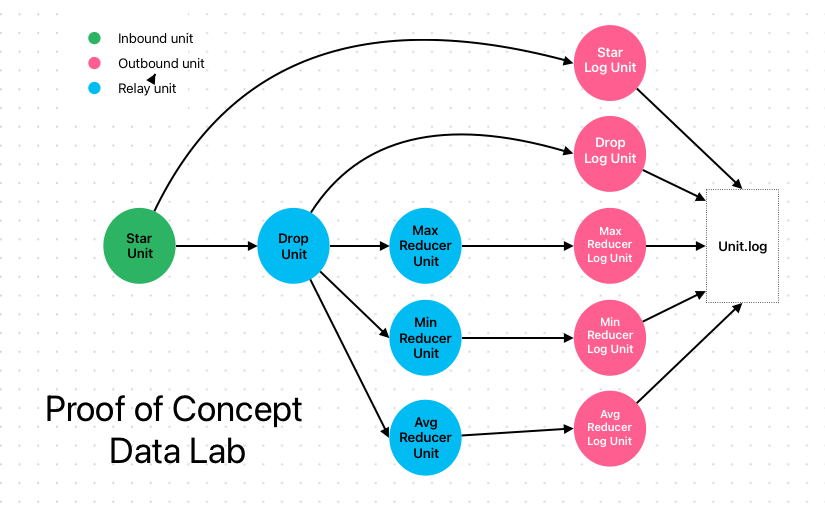 Inbound unit
Outbound unit
Relay unit
Star
Log Unit
Drop
Log Unit
Star
Unit
Drop
Unit
Max
Reducer
Unit
Max
Reducer
Log Unit
Unit.log
Min
Reducer
Unit
Min
Reducer
Log Unit
Avg
Reducer
Unit
Avg
Reducer
Log Unit
Proof of Concept
Data Lab